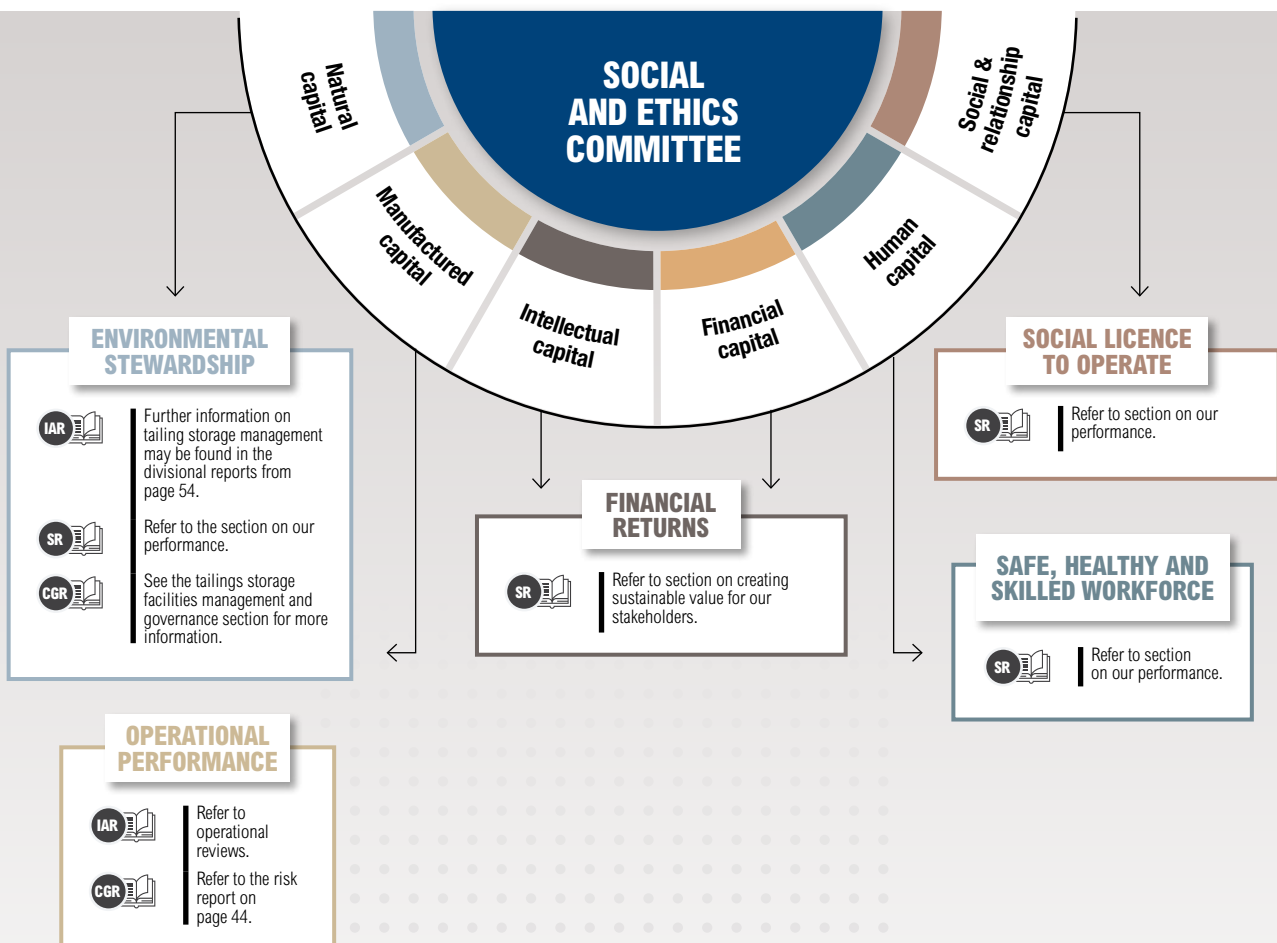 SOCIAL
AND ETHICS
COMMITTEE
Natural
capital
Manufactured
capital
Intellectual
capital
Financial
capital
Human
capital
Social &
relationship
capital
ENVIRONMENTAL
STEWARDSHIP
IAR
Further information on
tailing storage management
may be found in the
divisional reports from
page 54.
SR
Refer to the section on our
performance.
CGR
See the tailings storage
facilities management and
governance section for more
information.
OPERATIONAL
PERFORMANCE
IAR
Refer to
operational
reviews.
CGR
Refer to the risk
report on
page 44.
FINANCIAL
RETURNS
SR
Refer to section on creating
sustainable value for our
stakeholders.
SOCIAL LICENCE
TO OPERATE
SR
Refer to section on our
performance.
SAFE, HEALTHY AND
SKILLED WORKFORCE
SR
Refer to section
on our performance.